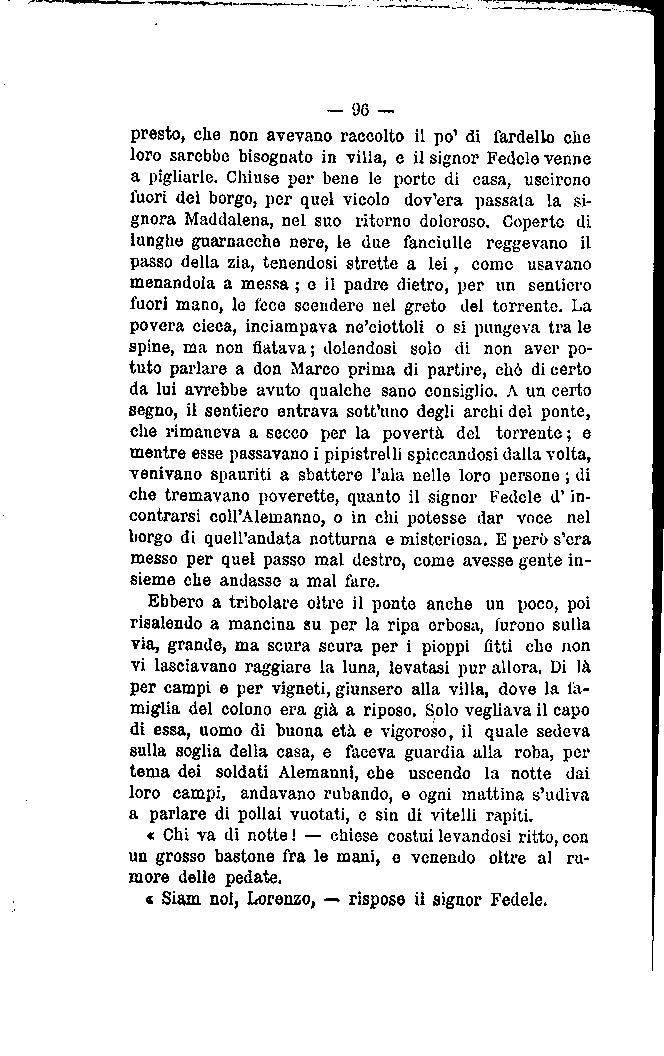 — 96 —
presto, che non avevano raccolto il po' di fardello che
loro sarebbe bisognato in villa, e il signor Fedele venne
a pigliarle. Chiuse per bene le porte di casa, uscirono
fuori del borgo, per quel vicolo dov'era passata la si-
gnora Maddalena, nel suo ritorno doloroso. Coperte di
lunghe guarnacche nere, le due fanciulle reggevano il
passo della zia, tenendosi strette a lei, come usavano
menandola a messa; e il padre dietro, per un sentiero
fuori mano, le fece scendere nel greto del torrente. La
povera cieca, inciampava ne'ciottoli o si pungeva tra le
spine, ma non fiatava; dolendosi solo di non aver po-
tuto parlare a don Marco prima di partire, chè di certo
da lui avrebbe avuto qualche sano consiglio. A un certo
segno, il sentiero entrava sott'uno degli archi del ponte,
che rimaneva a secco per la povertà del torrente; e
mentre esse passavano i pipistrelli spiccandosi dalla volta,
venivano spauriti a sbattere l'ala nelle loro persone; di
che tremavano poverette, quanto il signor Fedele d'in-
contrarsi coll'Alemanno, o in chi potesse dar voce nel
borgo di quell'andata notturna e misteriosa. E però s'era
messo per quel passo mal destro, come avesse gente in-
sieme che andasse a mal fare.
Ebbero a tribolare oltre il ponte anche un poco, poi
risalendo a mancina su per la ripa erbosa, furono sulla
via, grande, ma scura scura per i pioppi fitti che non
vi lasciavano raggiare la luna, levatasi pur allora. Di là
per campi e per vigneti, giunsero alla villa, dove la fa-
miglia del colono era già a riposo. Solo vegliava il capo
di essa, uomo di buona età e vigoroso, il quale sedeva
sulla soglia della casa, e faceva guardia alla roba, per
tema dei soldati Alemanni, che uscendo la notte dai
loro campi, andavano rubando, e ogni mattina s'udiva
a parlare di pollai vuotati, e sin di vitelli rapiti.
« Chi va di notte! — chiese costui levandosi ritto, con
un grosso bastone fra le mani, e venendo oltre al ru-
more delle pedate.
« Siam noi, Lorenzo, — rispose il signor Fedele.